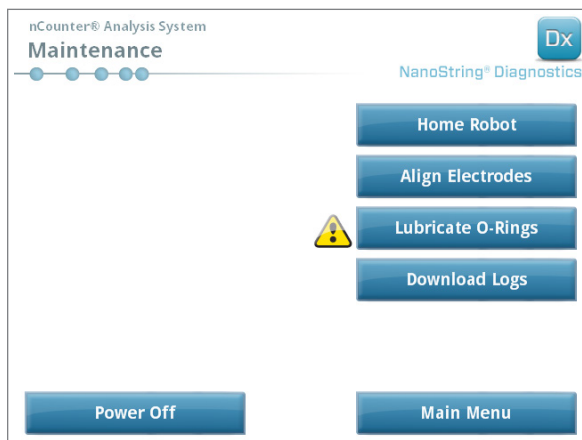 nCounter® Analysis System
Maintenance
Dx
NanoString® Diagnostics
Home Robot
Align Electrodes
Lubricate O-Rings
Download Logs
Power Off
Main Menu